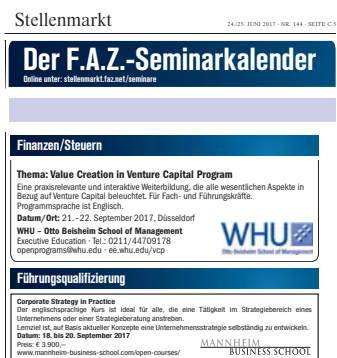 Stellenmarkt
24./25. JUNI 2017 · NR. 144 · SEITE C 5
Der F.A.Z.-Seminarkalender
Online unter: stellenmarkt.faz.net/seminare
Finanzen/Steuern
Thema: Value Creation in Venture Capital Program
Eine praxisrelevante und interaktive Weiterbildung, die alle wesentlichen Aspekte in
Bezug auf Venture Capital beleuchtet. Für Fach- und Führungskräfte.
Programmsprache ist Englisch.
Datum/Ort: 21.–22. September 2017, Düsseldorf
WHU – Otto Beisheim School of Management
Executive Education · Tel.: 0211/44709178
openprograms@whu.edu · ee.whu.edu/vcp
WHU
Otto Beisheim School of Management
Führungsqualifizierung
Corporate Strategy in Practice
Der englischsprachige Kurs ist ideal für alle, die eine Tätigkeit im Strategiebereich eines
Unternehmens oder einer Strategieberatung anstreben.
Lernziel ist, auf Basis aktueller Konzepte eine Unternehmensstrategie selbständig zu entwickeln.
Datum: 18. bis 20. September 2017
Preis: € 3.900,–
www.mannheim-business-school.com/open-courses/
MANNHEIM
BUSINESS SCHOOL